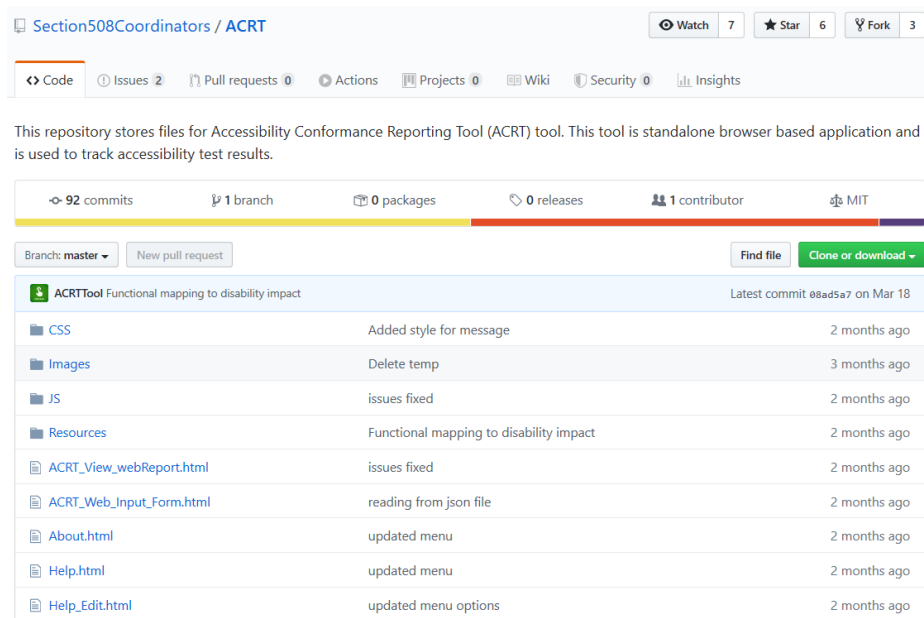 Section508Coordinators / ACRT
Watch 7 Star 6 Fork 3
Code Issues 2 Pull requests 0 Actions Projects 0 Wiki Security 0 Insights
This repository stores files for Accessibility Conformance Reporting Tool (ACRT) tool. This tool is standalone browser based application and
is used to track accessibility test results.
92 commits 1 branch 0 packages 0 releases 1 contributor MIT
Branch: master New pull request Find file Clone or download
ACRTTool Functional mapping to disability impact Latest commit 08ad5a7 on Mar 18
CSS Added style for message 2 months ago
Images Delete temp 3 months ago
JS issues fixed 2 months ago
Resources Functional mapping to disability impact 2 months ago
ACRT_View_webReport.html issues fixed 2 months ago
ACRT_Web_Input_Form.html reading from json file 2 months ago
About.html updated menu 2 months ago
Help.html updated menu 2 months ago
Help_Edit.html updated menu options 2 months ago